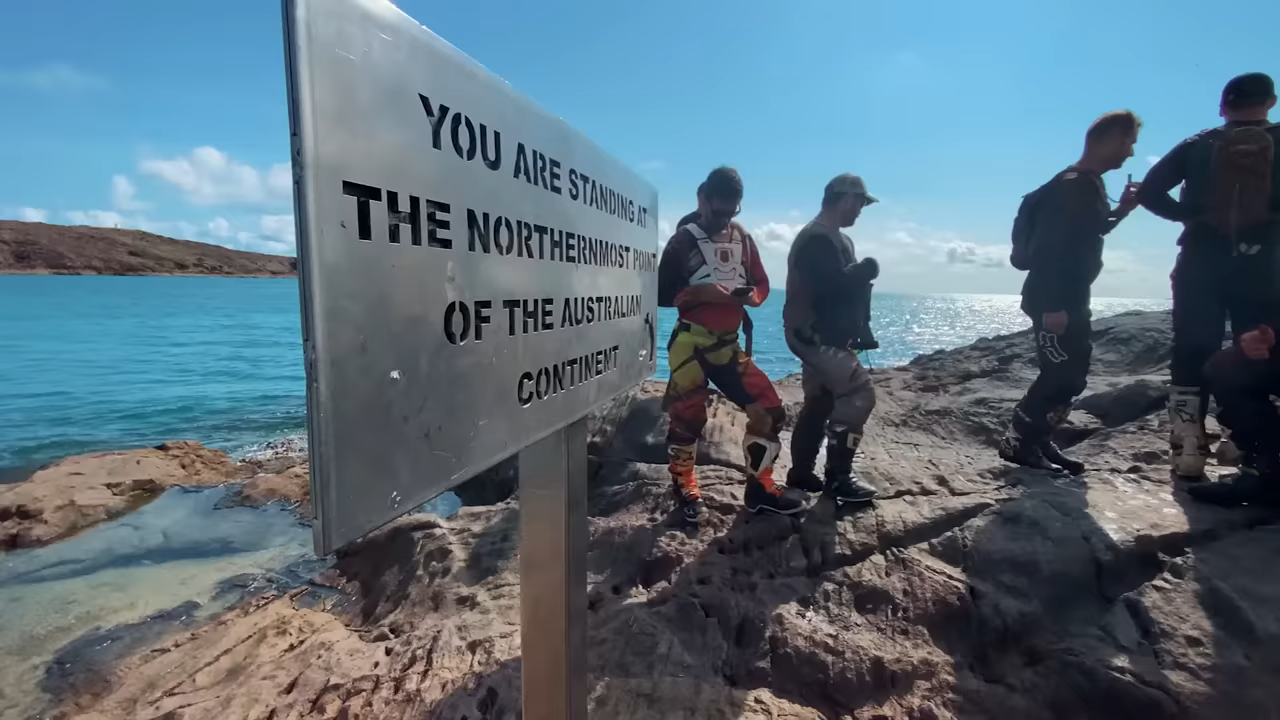 YOU ARE STANDING AT
THE NORTHERNMOST POINT
OF THE AUSTRALIAN
CONTINENT